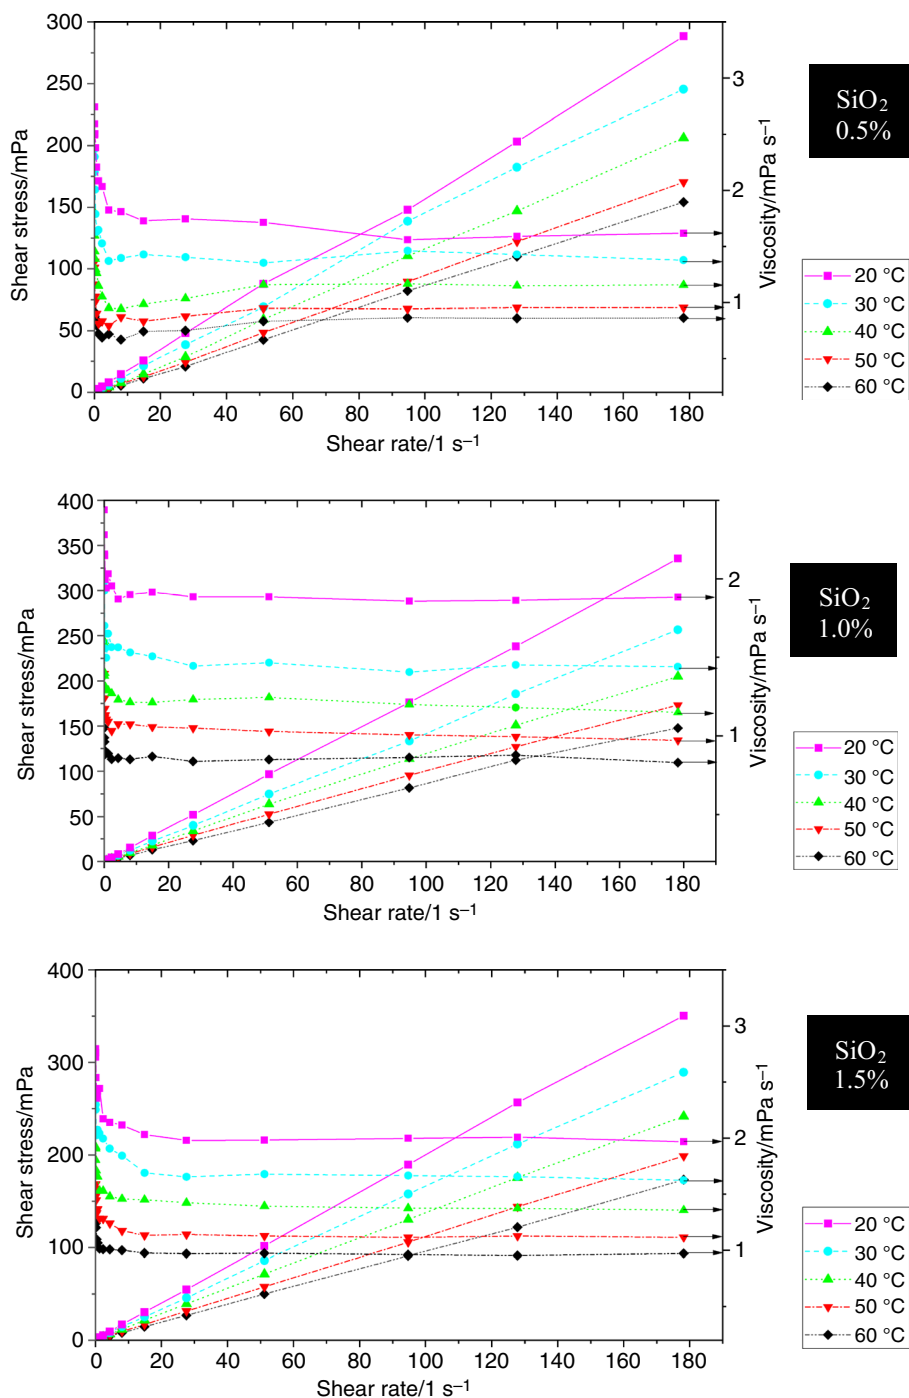 300
250
200
150
100
50
0
Shear stress/mPa
0 20 40 60 80 100 120 140 160 180
Shear rate/1 s⁻¹
3
2
1
Viscosity/mPa s⁻¹
SiO₂
0.5%
20 °C
30 °C
40 °C
50 °C
60 °C
400
350
300
250
200
150
100
50
0
Shear stress/mPa
0 20 40 60 80 100 120 140 160 180
Shear rate/1 s⁻¹
2
1
Viscosity/mPa s⁻¹
SiO₂
1.0%
20 °C
30 °C
40 °C
50 °C
60 °C
400
300
200
100
0
Shear stress/mPa
0 20 40 60 80 100 120 140 160 180
Shear rate/1 s⁻¹
3
2
1
Viscosity/mPa s⁻¹
SiO₂
1.5%
20 °C
30 °C
40 °C
50 °C
60 °C